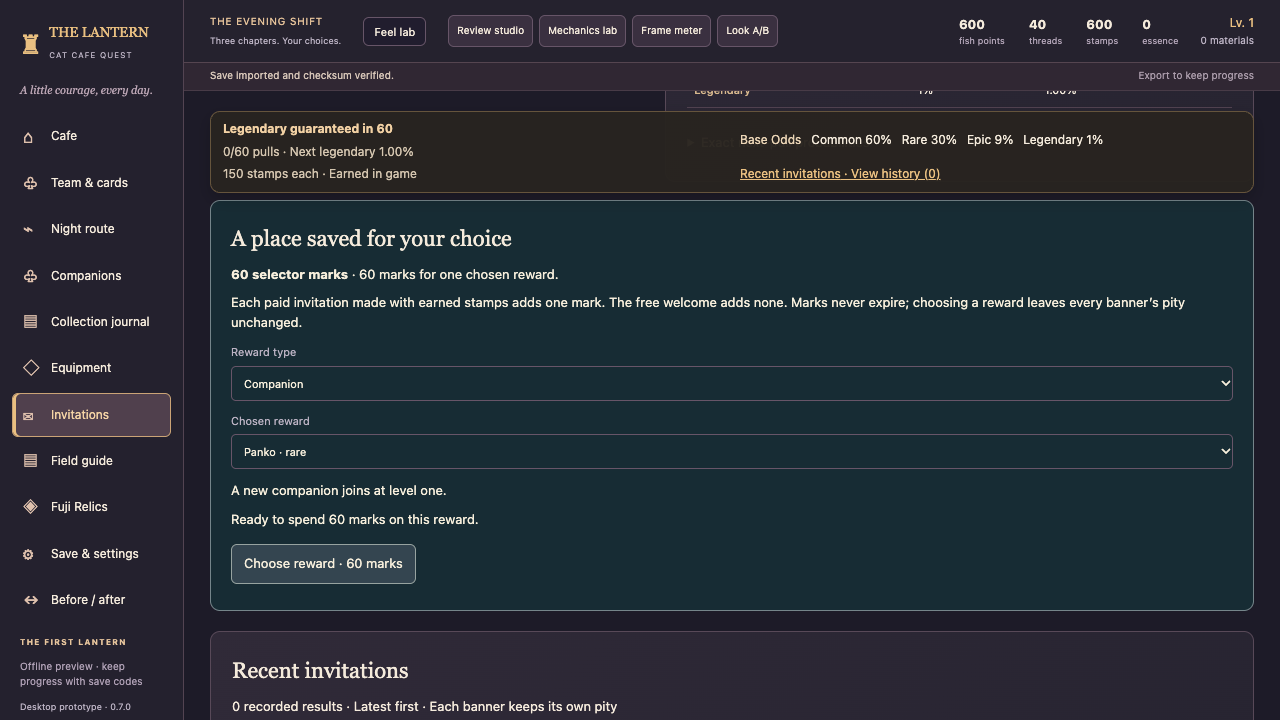 THE LANTERN
CAT CAFE QUEST
A little courage, every day.
Cafe
Team & cards
Night route
Companions
Collection journal
Equipment
Invitations
Field guide
Fuji Relics
Save & settings
Before / after
THE FIRST LANTERN
Offline preview · keep
progress with save codes
Desktop prototype · 0.7.0
THE EVENING SHIFT
Three chapters. Your choices.
Feel lab
Review studio
Mechanics lab
Frame meter
Look A/B
600
fish points
40
threads
600
stamps
0
essence
Lv. 1
0 materials
Save imported and checksum verified.
Export to keep progress
Legendary 1% 1.00%
Legendary guaranteed in 60
0/60 pulls · Next legendary 1.00%
150 stamps each · Earned in game
Base Odds Common 60% Rare 30% Epic 9% Legendary 1%
Recent invitations · View history (0)
A place saved for your choice
60 selector marks · 60 marks for one chosen reward.
Each paid invitation made with earned stamps adds one mark. The free welcome adds none. Marks never expire; choosing a reward leaves every banner’s pity
unchanged.
Reward type
Companion
Chosen reward
Panko · rare
A new companion joins at level one.
Ready to spend 60 marks on this reward.
Choose reward · 60 marks
Recent invitations
0 recorded results · Latest first · Each banner keeps its own pity